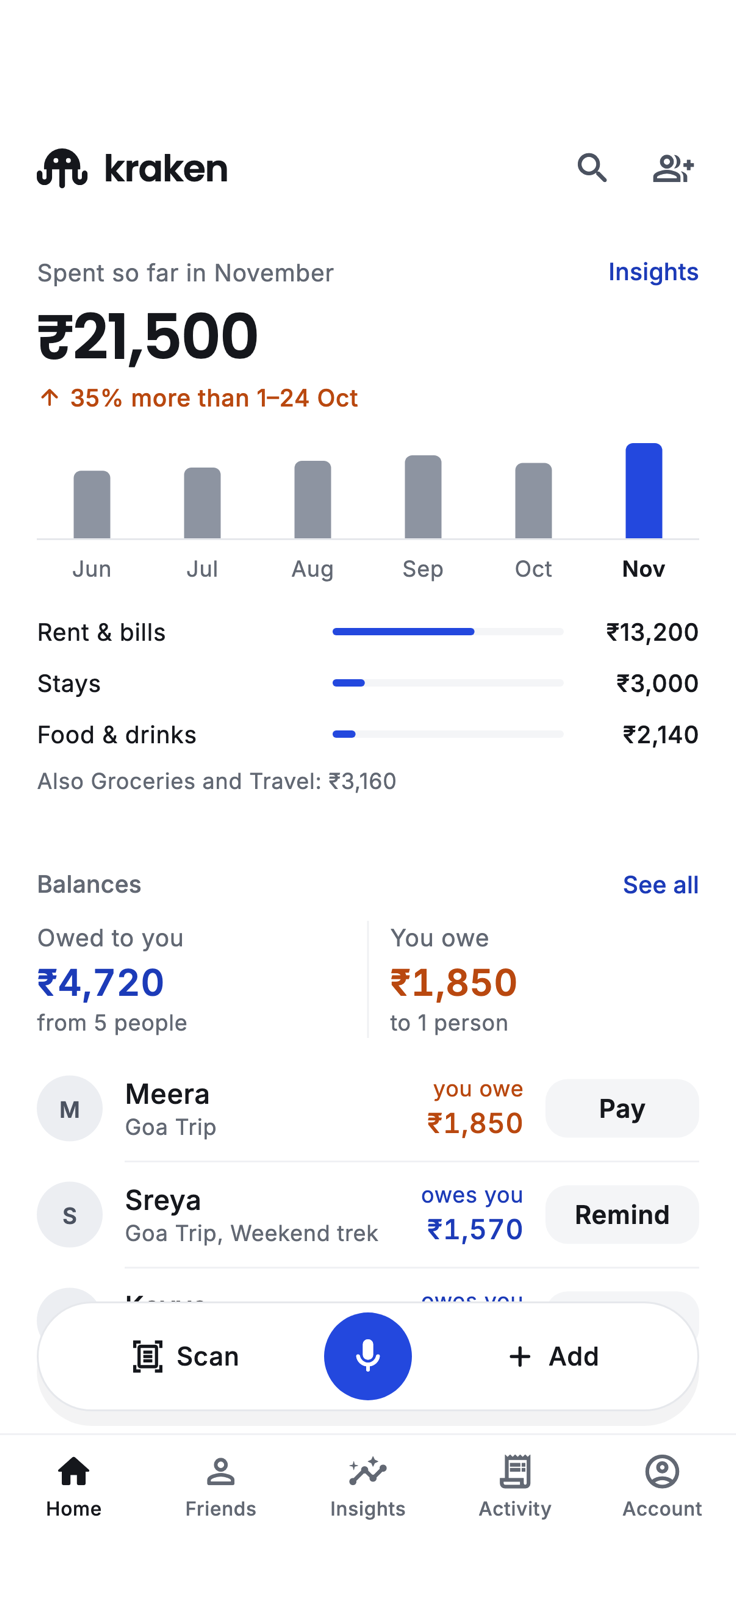 kraken
Spent so far in November
Insights
₹21,500
↑ 35% more than 1–24 Oct
Jun Jul Aug Sep Oct Nov
Rent & bills ₹13,200
Stays ₹3,000
Food & drinks ₹2,140
Also Groceries and Travel: ₹3,160
Balances
See all
Owed to you
₹4,720
from 5 people
You owe
₹1,850
to 1 person
M
Meera
Goa Trip
you owe
₹1,850
Pay
S
Sreya
Goa Trip, Weekend trek
owes you
₹1,570
Remind
owes you
Scan
+ Add
Home Friends Insights Activity Account